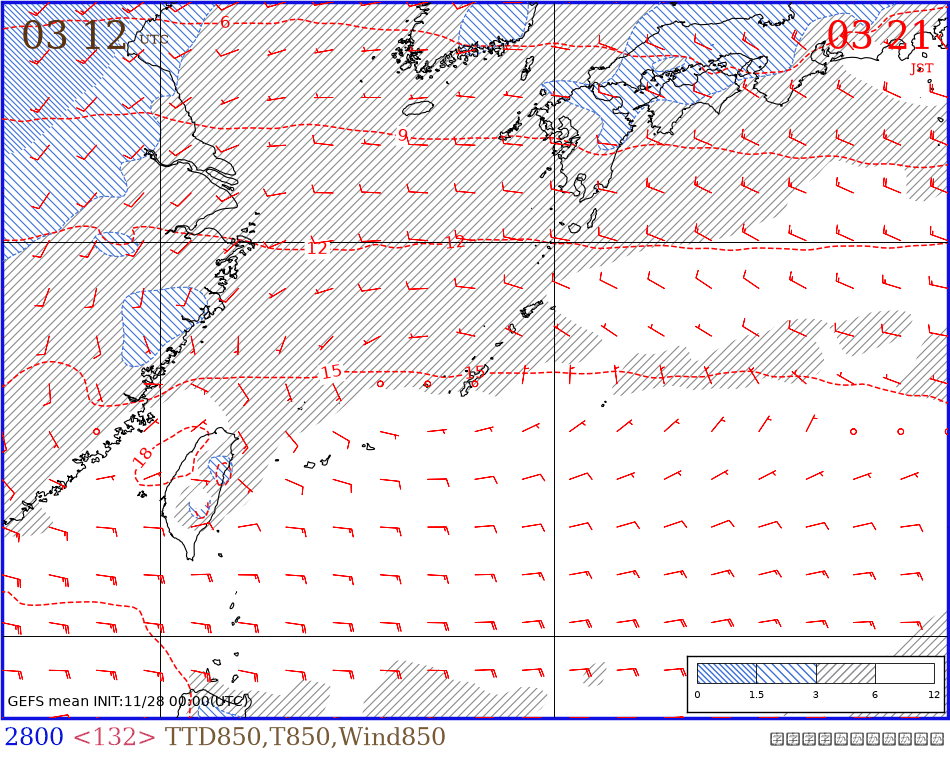 03 12 UTC
03 21
JST
6
9
12 12
15 15
18
GEFS mean INIT:11/28 00:00(UTC)
0 1.5 3 6 12
2800 <132> TTD850,T850,Wind850